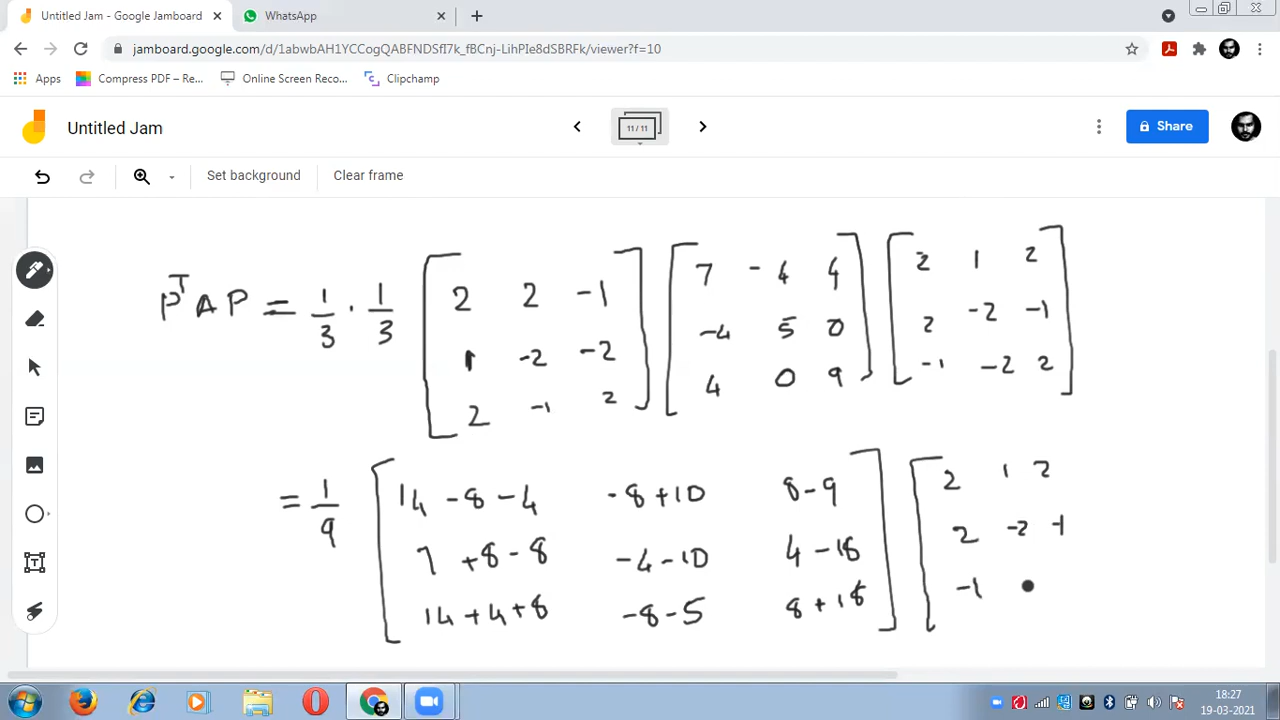 Untitled Jam - Google Jamboard
WhatsApp
jamboard.google.com/d/1abwbAH1YCCogQABFNDSfI7k_fBCnj-LihPIe8dSBRFk/viewer?f=10
Apps Compress PDF – Re... Online Screen Reco... Clipchamp
Untitled Jam
11 / 11
Share
Set background Clear frame
PᵀAP = 1/3 · 1/3 [2 2 -1] [7 -4 4] [2 1 2]
[1 -2 -2] [-4 5 0] [2 -2 -1]
[2 -1 2] [4 0 9] [-1 -2 2]
= 1/9 [14 -8 -4 -8+10 8-9] [2 1 2]
[7 +8 -8 -4-10 4-18] [2 -2 -1]
[14+4+8 -8-5 8+18] [-1
18:27
19-03-2021